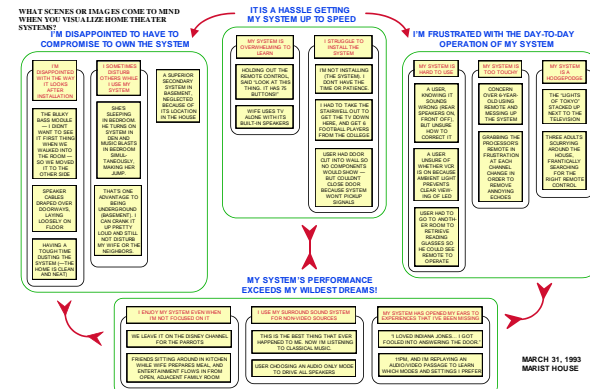 WHAT SCENES OR IMAGES COME TO MIND
WHEN YOU VISUALIZE HOME THEATER
SYSTEMS?
I'M DISAPPOINTED TO HAVE TO
COMPROMISE TO OWN THE SYSTEM
I'M
DISAPPOINTED
WITH THE WAY
IT LOOKS
AFTER
INSTALLATION
THE BULKY
BASS MODULE
— I DIDN'T
WANT TO SEE
IT FIRST THING
WHEN WE
WALKED INTO
THE ROOM —
SO WE MOVED
IT TO THE
OTHER SIDE
SPEAKER
CABLES
DRAPED OVER
DOORWAYS,
LAYING
LOOSELY ON
FLOOR
HAVING A
TOUGH TIME
DUSTING THE
SYSTEM (—THE
HOME IS CLEAN
AND NEAT)
I SOMETIMES
DISTURB
OTHERS WHILE
I USE MY
SYSTEM
SHE'S
SLEEPING IN
BEDROOM.
HE TURNS ON
SYSTEM IN
DEN AND
MUSIC BLASTS
IN BEDROOM
SIMUL-
TANEOUSLY,
MAKING HER
JUMP.
THAT'S ONE
ADVANTAGE TO
BEING
UNDERGROUND
(BASEMENT). I
CAN CRANK IT
UP PRETTY
LOUD AND STILL
NOT DISTURB
MY WIFE OR THE
NEIGHBORS.
A SUPERIOR
SECONDARY
SYSTEM IN
BASEMENT,
NEGLECTED
BECAUSE OF
ITS LOCATION
IN THE HOUSE
IT IS A HASSLE GETTING
MY SYSTEM UP TO SPEED
MY SYSTEM IS
OVERWHELMING TO
LEARN
HOLDING OUT THE
REMOTE CONTROL,
SAID "LOOK AT THIS
THING. IT HAS 75
BUTTONS!"
WIFE USES TV
ALONE WITH ITS
BUILT-IN SPEAKERS
I STRUGGLE TO
INSTALL THE
SYSTEM
I'M NOT INSTALLING
(THE SYSTEM). I
DON'T HAVE THE
TIME OR PATIENCE.
I HAD TO TAKE THE
STAIRWELL OUT TO
GET THE TV DOWN
HERE, AND GET 6
FOOTBALL PLAYERS
FROM THE COLLEGE
USER HAD DOOR
CUT INTO WALL SO
NO COMPONENTS
WOULD SHOW —
BUT COULDN'T
CLOSE DOOR
BECAUSE SYSTEM
WON'T PICKUP
SIGNALS
I'M FRUSTRATED WITH THE DAY-TO-DAY
OPERATION OF MY SYSTEM
MY SYSTEM IS
HARD TO USE
A USER,
KNOWING IT
SOUNDS
WRONG (REAR
SPEAKERS ON,
FRONT OFF),
BUT UNSURE
HOW TO
CORRECT IT
A USER
UNSURE OF
WHETHER VCR
IS ON BECAUSE
AMBIENT LIGHT
PREVENTS
CLEAR VIEW-
ING OF LED
USER HAD TO
GO TO ANOTH-
ER ROOM TO
RETRIEVE
READING
GLASSES SO
HE COULD SEE
REMOTE TO
OPERATE
MY SYSTEM IS
TOO TOUCHY
CONCERN
OVER 6-YEAR-
OLD USING
REMOTE AND
MESSING UP
THE SYSTEM
GRABBING THE
PROCESSOR'S
REMOTE IN
FRUSTRATION
AT EACH
CHANNEL
CHANGE IN
ORDER TO
REMOVE
ANNOYING
ECHOES
MY SYSTEM
IS A
HODGEPODGE
THE "LIGHTS OF
TOKYO"
STACKED UP
NEXT TO THE
TELEVISION
THREE ADULTS
SCURRYING
AROUND THE
HOUSE,
FRANTICALLY
SEARCHING
FOR THE
RIGHT REMOTE
CONTROL
MY SYSTEM'S PERFORMANCE
EXCEEDS MY WILDEST DREAMS!
I ENJOY MY SYSTEM EVEN WHEN
I'M NOT FOCUSED ON IT
WE LEAVE IT ON THE DISNEY CHANNEL
FOR THE PARROTS
FRIENDS SITTING AROUND IN KITCHEN
WHILE WIFE PREPARES MEAL, AND
ENTERTAINMENT FLOWS IN FROM
OPEN, ADJACENT FAMILY ROOM
I USE MY SURROUND SOUND SYSTEM
FOR NON-VIDEO SOURCES
THIS IS THE BEST THING THAT EVER
HAPPENED TO ME. NOW I'M LISTENING
TO CLASSICAL MUSIC.
USER CHOOSING AN AUDIO ONLY MODE
TO DRIVE ALL SPEAKERS
MY SYSTEM HAS OPENED MY EARS TO
EXPERIENCES THAT I'VE BEEN MISSING
"I LOVED INDIANA JONES... I GOT
FOOLED INTO ANSWERING THE DOOR."
AND I'M REPLAYING AN
AUDIO/VIDEO PASSAGE TO LEARN
WHICH MODES AND SETTINGS I PREFER
MARCH 31, 1993
MARIST HOUSE